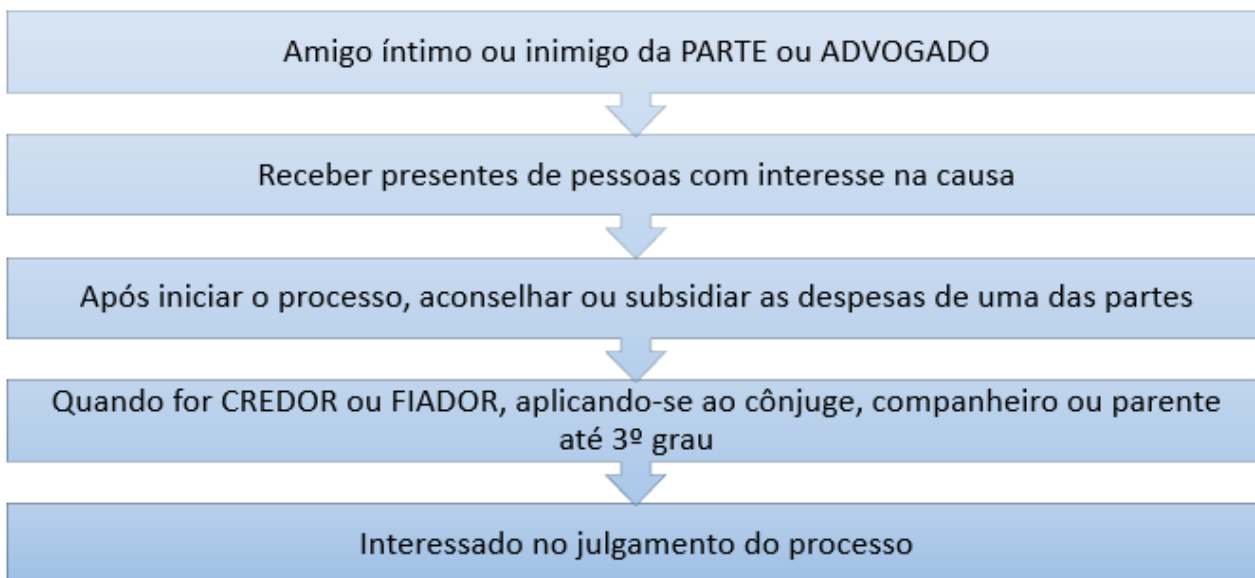 Amigo íntimo ou inimigo da PARTE ou ADVOGADO
Receber presentes de pessoas com interesse na causa
Após iniciar o processo, aconselhar ou subsidiar as despesas de uma das partes
Quando for CREDOR ou FIADOR, aplicando-se ao cônjuge, companheiro ou parente
até 3º grau
Interessado no julgamento do processo